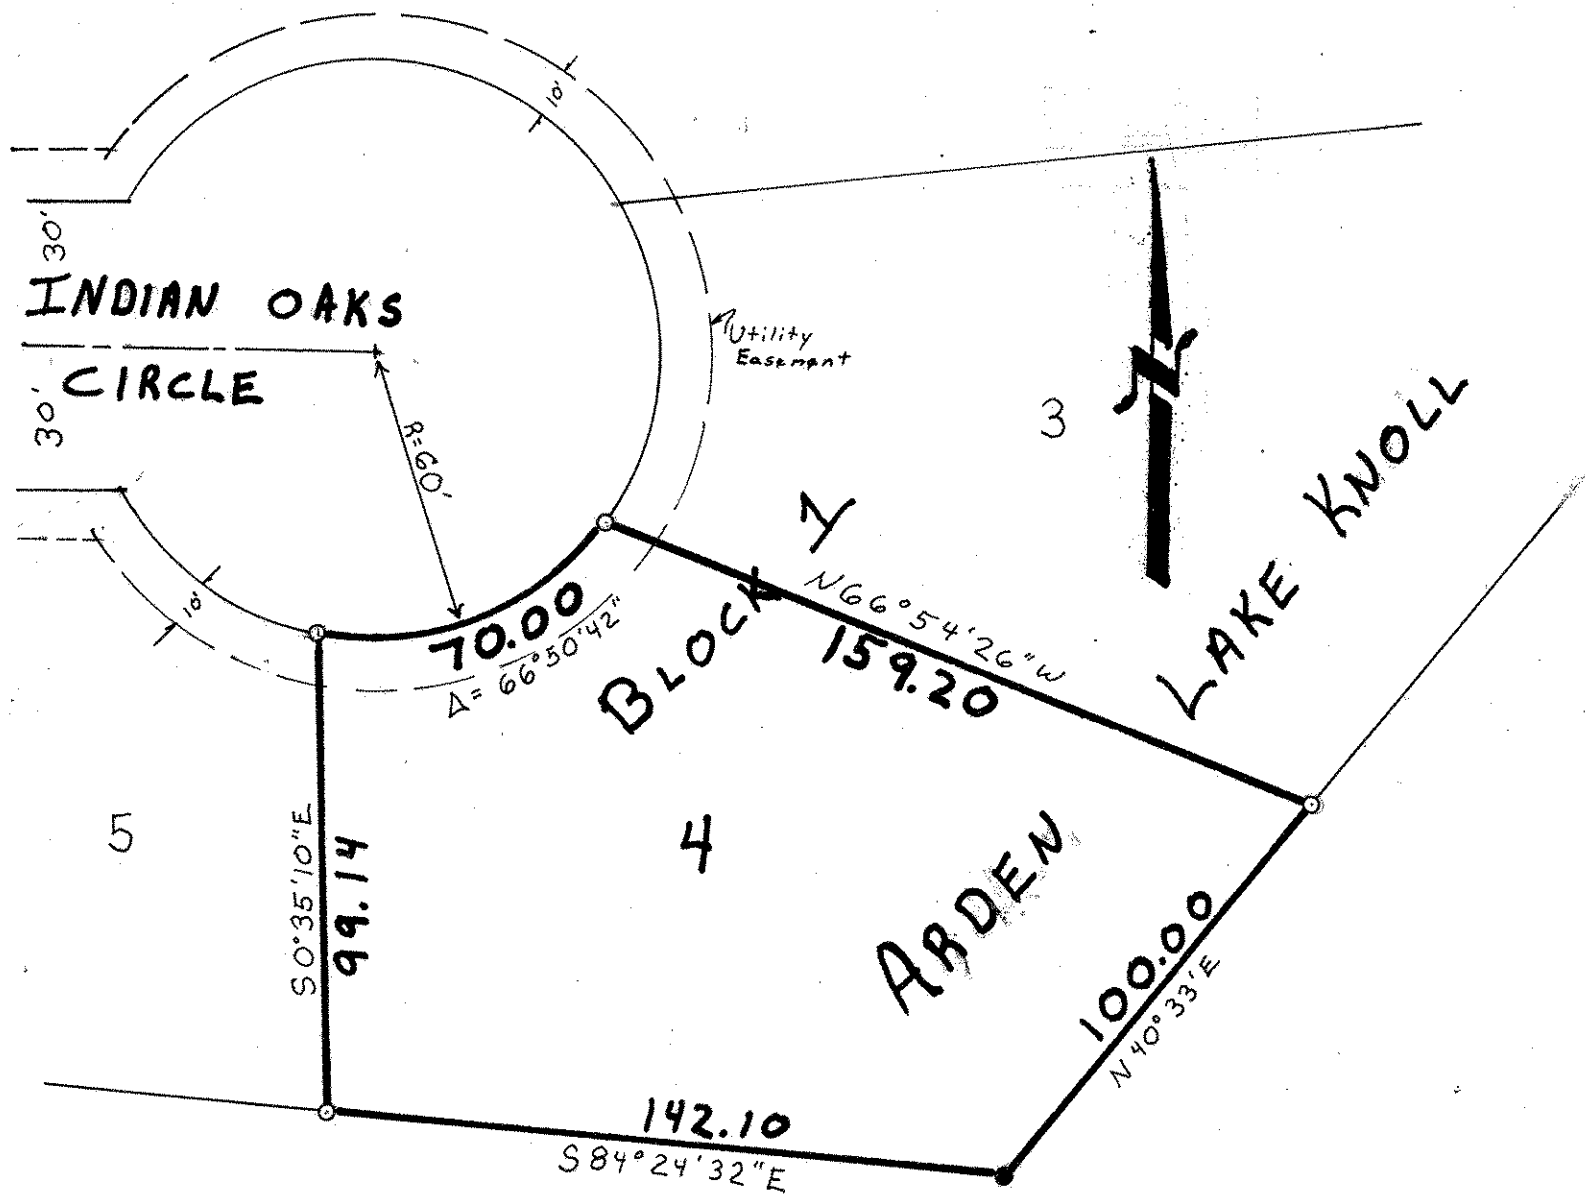 10'
30'
INDIAN OAKS
CIRCLE
30'
R=60'
Utility
Easement
3
N
LAKE KNOLL
BLOCK 1
N66°54'26"W
159.20
10'
70.00
Δ= 66°50'42"
5
S0°35'10"E
99.14
4
ARDEN
100.00
N40°33'E
142.10
S84°24'32"E